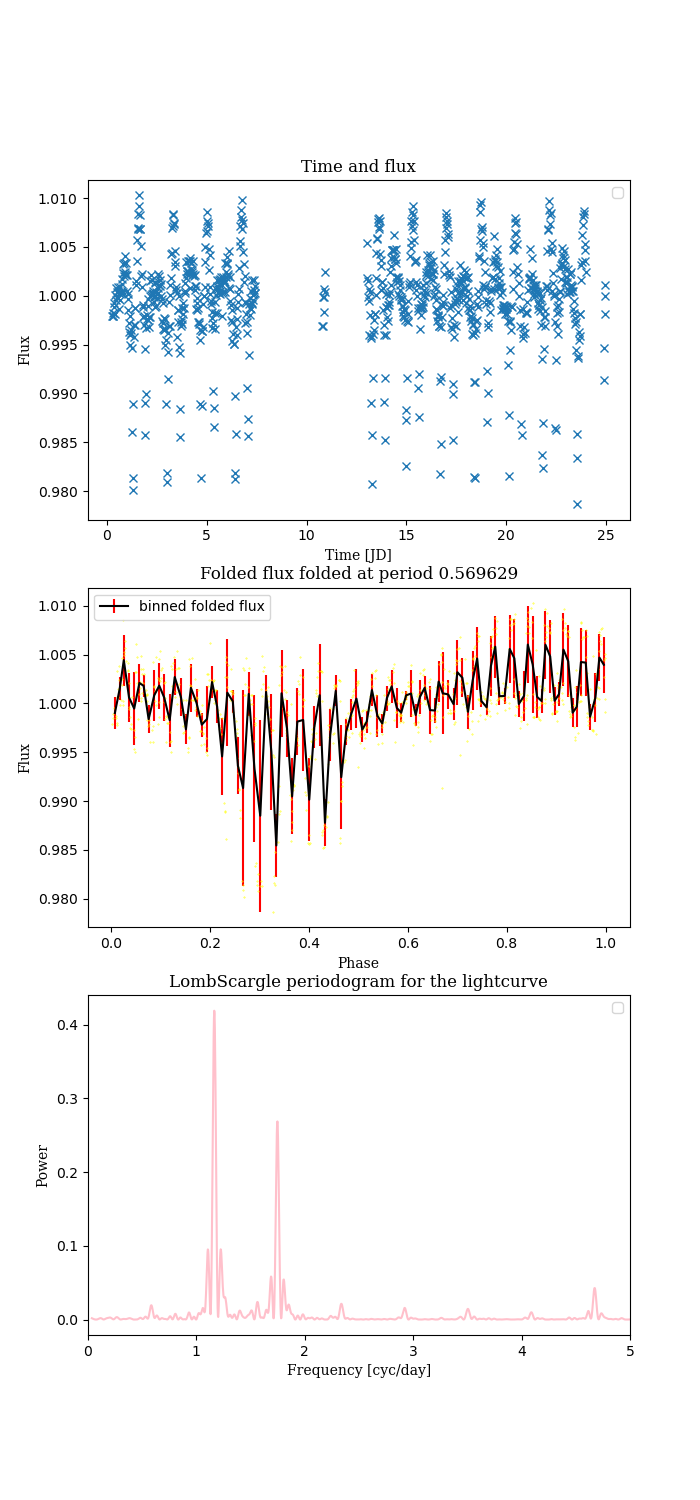 Time and flux
1.010
1.005
1.000
0.995
0.990
0.985
0.980
Flux
0 5 10 15 20 25
Time [JD]
Folded flux folded at period 0.569629
binned folded flux
1.010
1.005
1.000
0.995
0.990
0.985
0.980
Flux
0.0 0.2 0.4 0.6 0.8 1.0
Phase
LombScargle periodogram for the lightcurve
0.4
0.3
0.2
0.1
0.0
Power
0 1 2 3 4 5
Frequency [cyc/day]